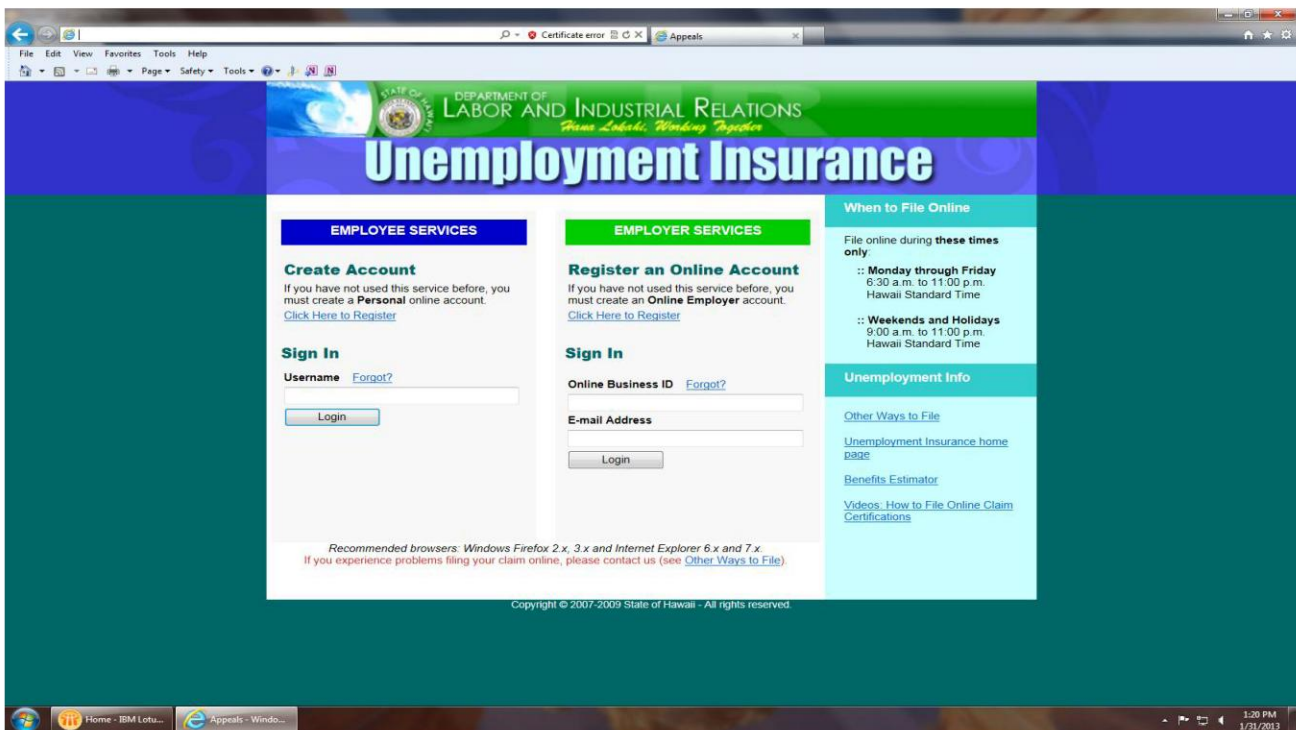 Certificate error
Appeals
File Edit View Favorites Tools Help
Page Safety Tools
STATE OF HAWAII
DEPARTMENT OF
LABOR AND INDUSTRIAL RELATIONS
Hana Lokahi, Working Together
Unemployment Insurance
EMPLOYEE SERVICES
Create Account
If you have not used this service before, you
must create a Personal online account.
Click Here to Register
Sign In
Username Forgot?
Login
EMPLOYER SERVICES
Register an Online Account
If you have not used this service before, you
must create an Online Employer account.
Click Here to Register
Sign In
Online Business ID Forgot?
E-mail Address
Login
When to File Online
File online during these times
only:
:: Monday through Friday
6:30 a.m. to 11:00 p.m.
Hawaii Standard Time
:: Weekends and Holidays
9:00 a.m. to 11:00 p.m.
Hawaii Standard Time
Unemployment Info
Other Ways to File
Unemployment Insurance home
page
Benefits Estimator
Videos: How to File Online Claim
Certifications
Recommended browsers: Windows Firefox 2.x, 3.x and Internet Explorer 6.x and 7.x.
If you experience problems filing your claim online, please contact us (see Other Ways to File).
Copyright © 2007-2009 State of Hawaii - All rights reserved.
Home - IBM Lotu...
Appeals - Windo...
1:20 PM
1/31/2013